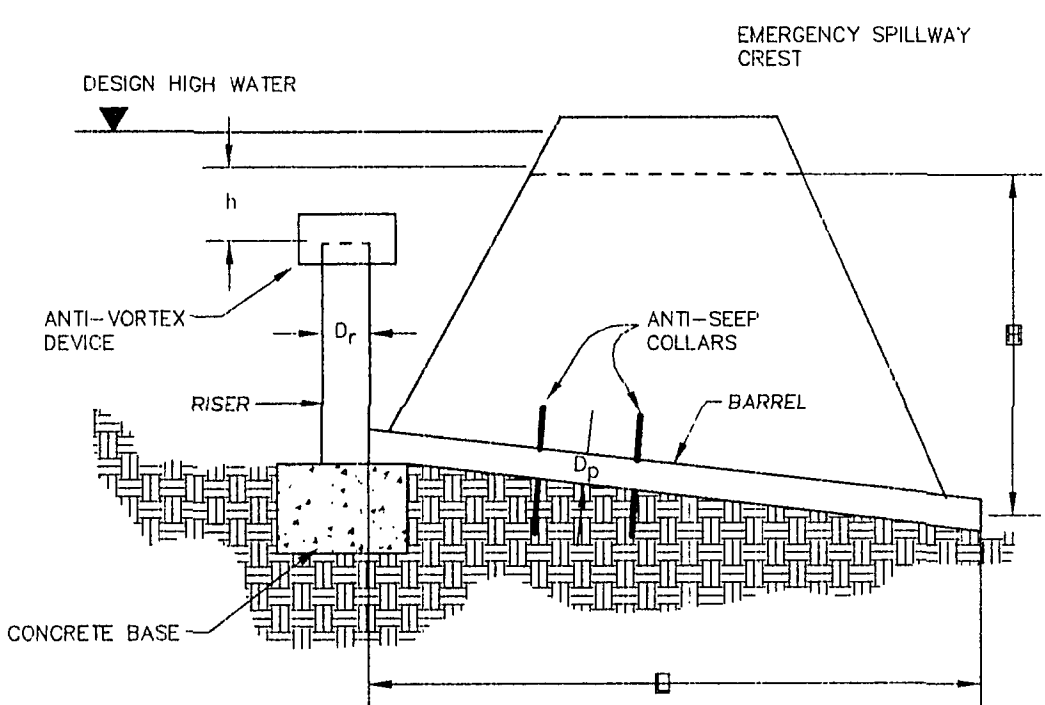 EMERGENCY SPILLWAY
CREST
DESIGN HIGH WATER
h
ANTI-VORTEX
DEVICE
Dr
ANTI-SEEP
COLLARS
RISER
BARREL
Dp
CONCRETE BASE